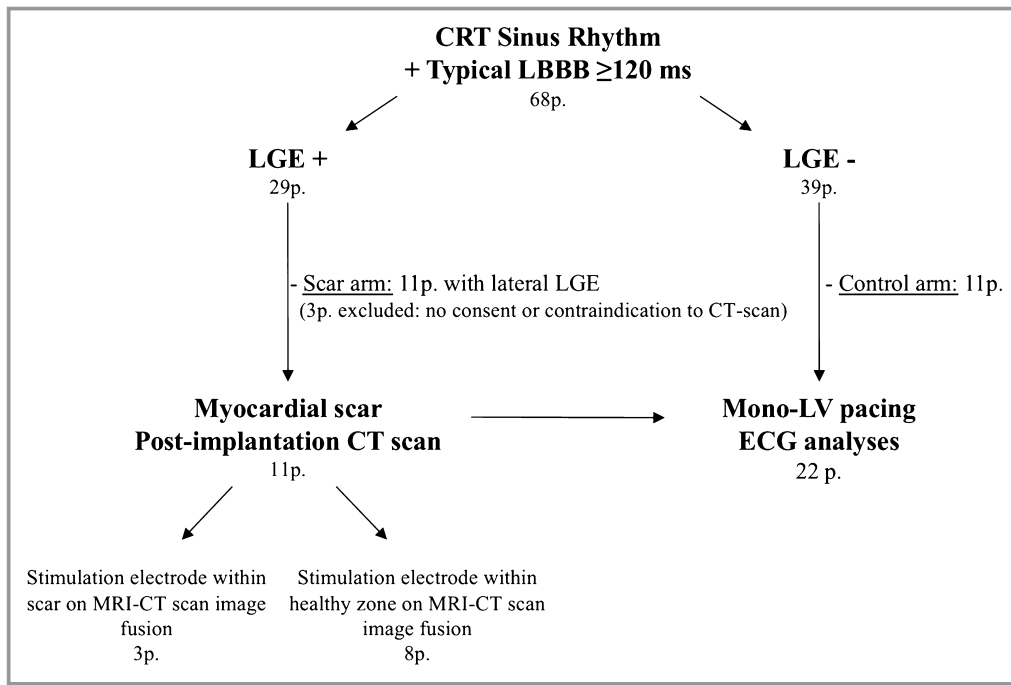 CRT Sinus Rhythm
+ Typical LBBB ≥120 ms
68p.
LGE +
29p.
LGE -
39p.
- Scar arm: 11p. with lateral LGE
(3p. excluded: no consent or contraindication to CT-scan)
- Control arm: 11p.
Myocardial scar
Post-implantation CT scan
11p.
Mono-LV pacing
ECG analyses
22 p.
Stimulation electrode within
scar on MRI-CT scan image
fusion
3p.
Stimulation electrode within
healthy zone on MRI-CT scan
image fusion
8p.